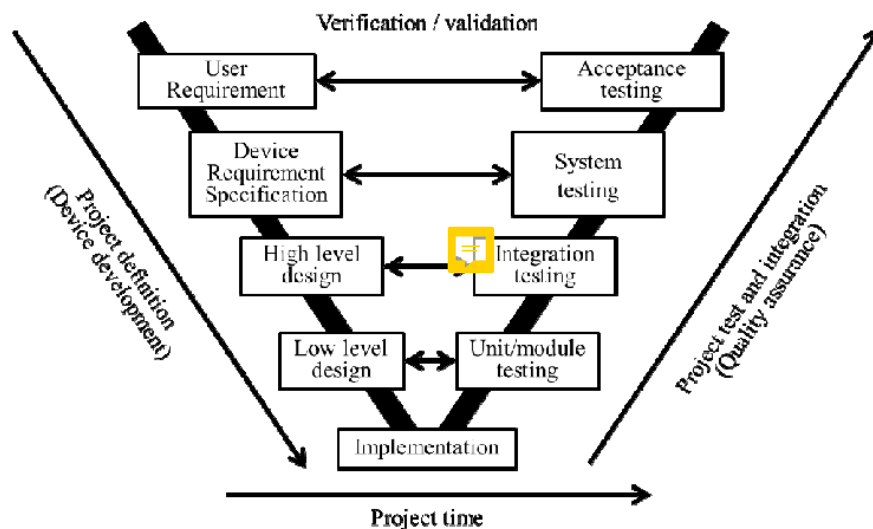 Verification / validation
User
Requirement
Acceptance
testing
Device
Requirement
Specification
System
testing
High level
design
Integration
testing
Low level
design
Unit/module
testing
Implementation
Project definition
(Device development)
Project test and integration
(Quality assurance)
Project time